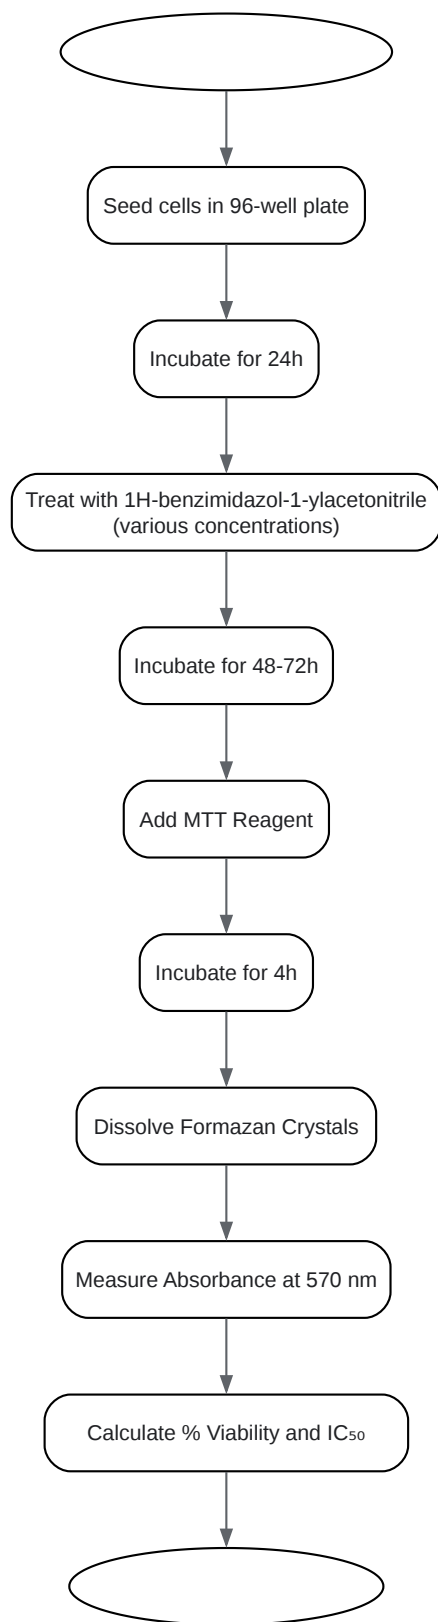 Seed cells in 96-well plate
Incubate for 24h
Treat with 1H-benzimidazol-1-ylacetonitrile
(various concentrations)
Incubate for 48-72h
Add MTT Reagent
Incubate for 4h
Dissolve Formazan Crystals
Measure Absorbance at 570 nm
Calculate % Viability and IC₅₀